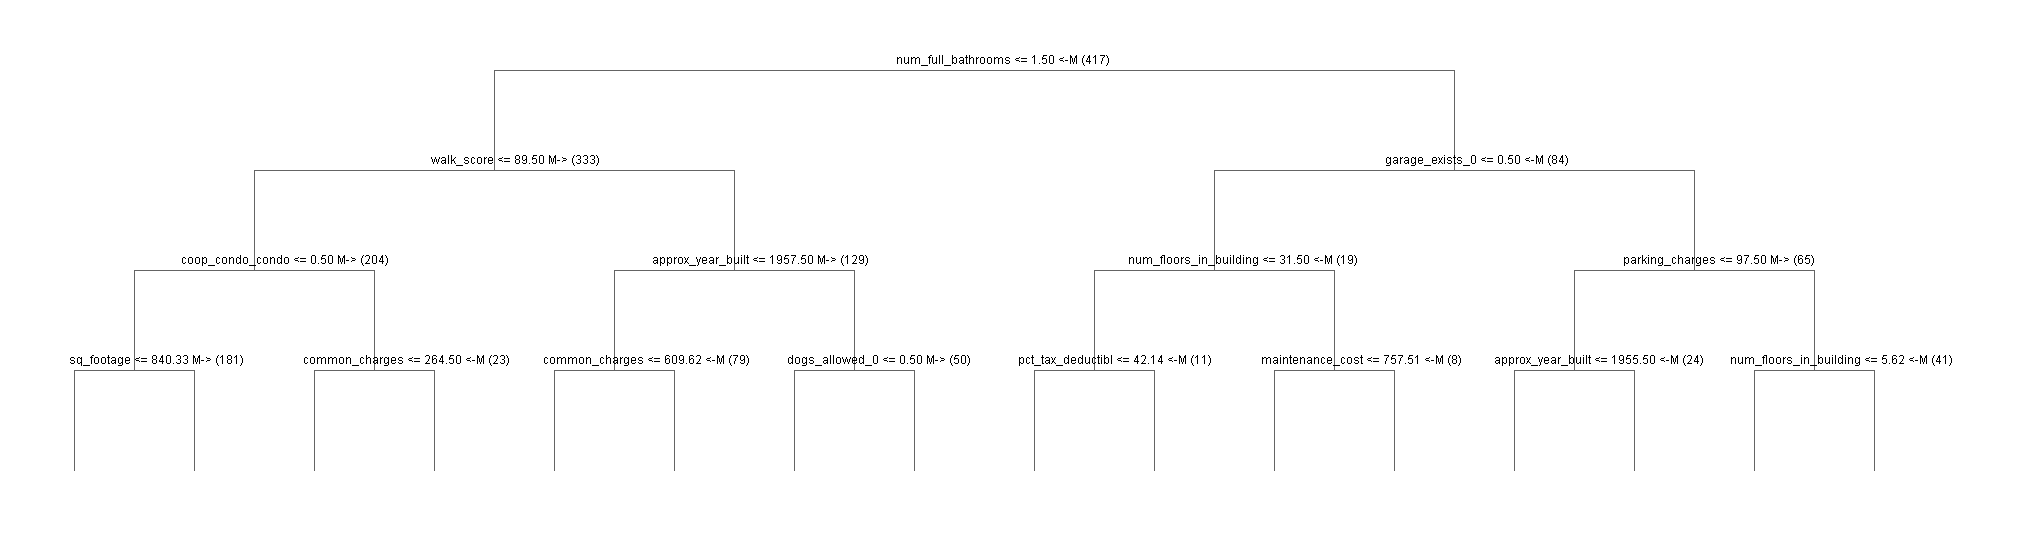 num_full_bathrooms <= 1.50 <-M (417)
walk_score <= 89.50 M-> (333)
garage_exists_0 <= 0.50 <-M (84)
coop_condo_condo <= 0.50 M-> (204)
approx_year_built <= 1957.50 M-> (129)
num_floors_in_building <= 31.50 <-M (19)
parking_charges <= 97.50 M-> (65)
sq_footage <= 840.33 M-> (181)
common_charges <= 264.50 <-M (23)
common_charges <= 609.62 <-M (79)
dogs_allowed_0 <= 0.50 M-> (50)
pct_tax_deductibl <= 42.14 <-M (11)
maintenance_cost <= 757.51 <-M (8)
approx_year_built <= 1955.50 <-M (24)
num_floors_in_building <= 5.62 <-M (41)